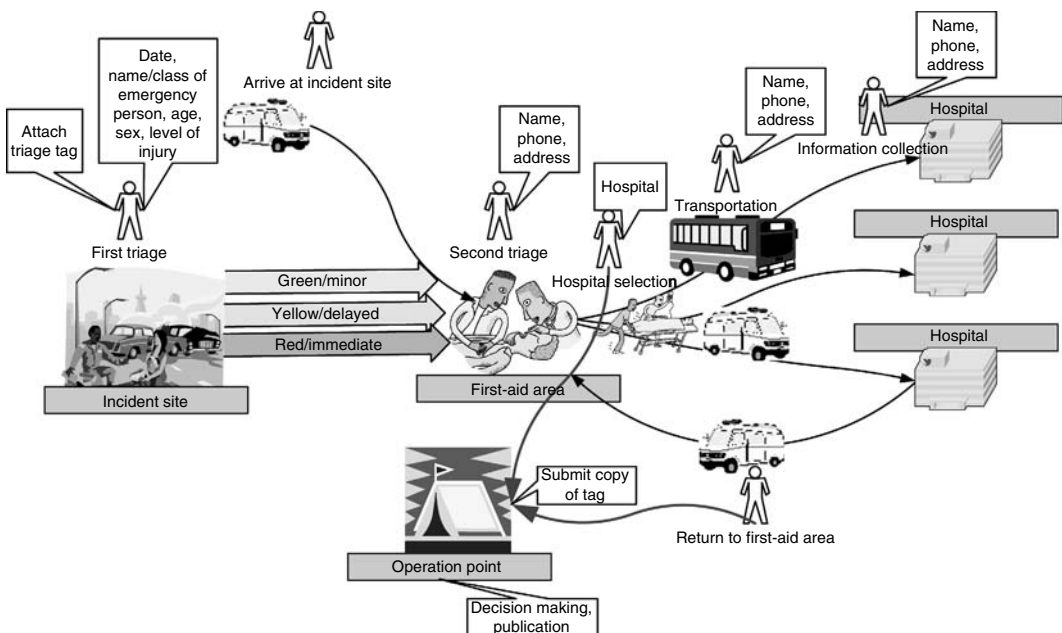 Date,
name/class of
emergency
person, age,
sex, level of
injury
Attach
triage tag
First triage
Arrive at incident site
Name,
phone,
address
Second triage
Hospital
Hospital selection
Name,
phone,
address
Transportation
Name,
phone,
address
Information collection
Hospital
Hospital
Hospital
Green/minor
Yellow/delayed
Red/immediate
Incident site
First-aid area
Submit copy
of tag
Return to first-aid area
Operation point
Decision making,
publication